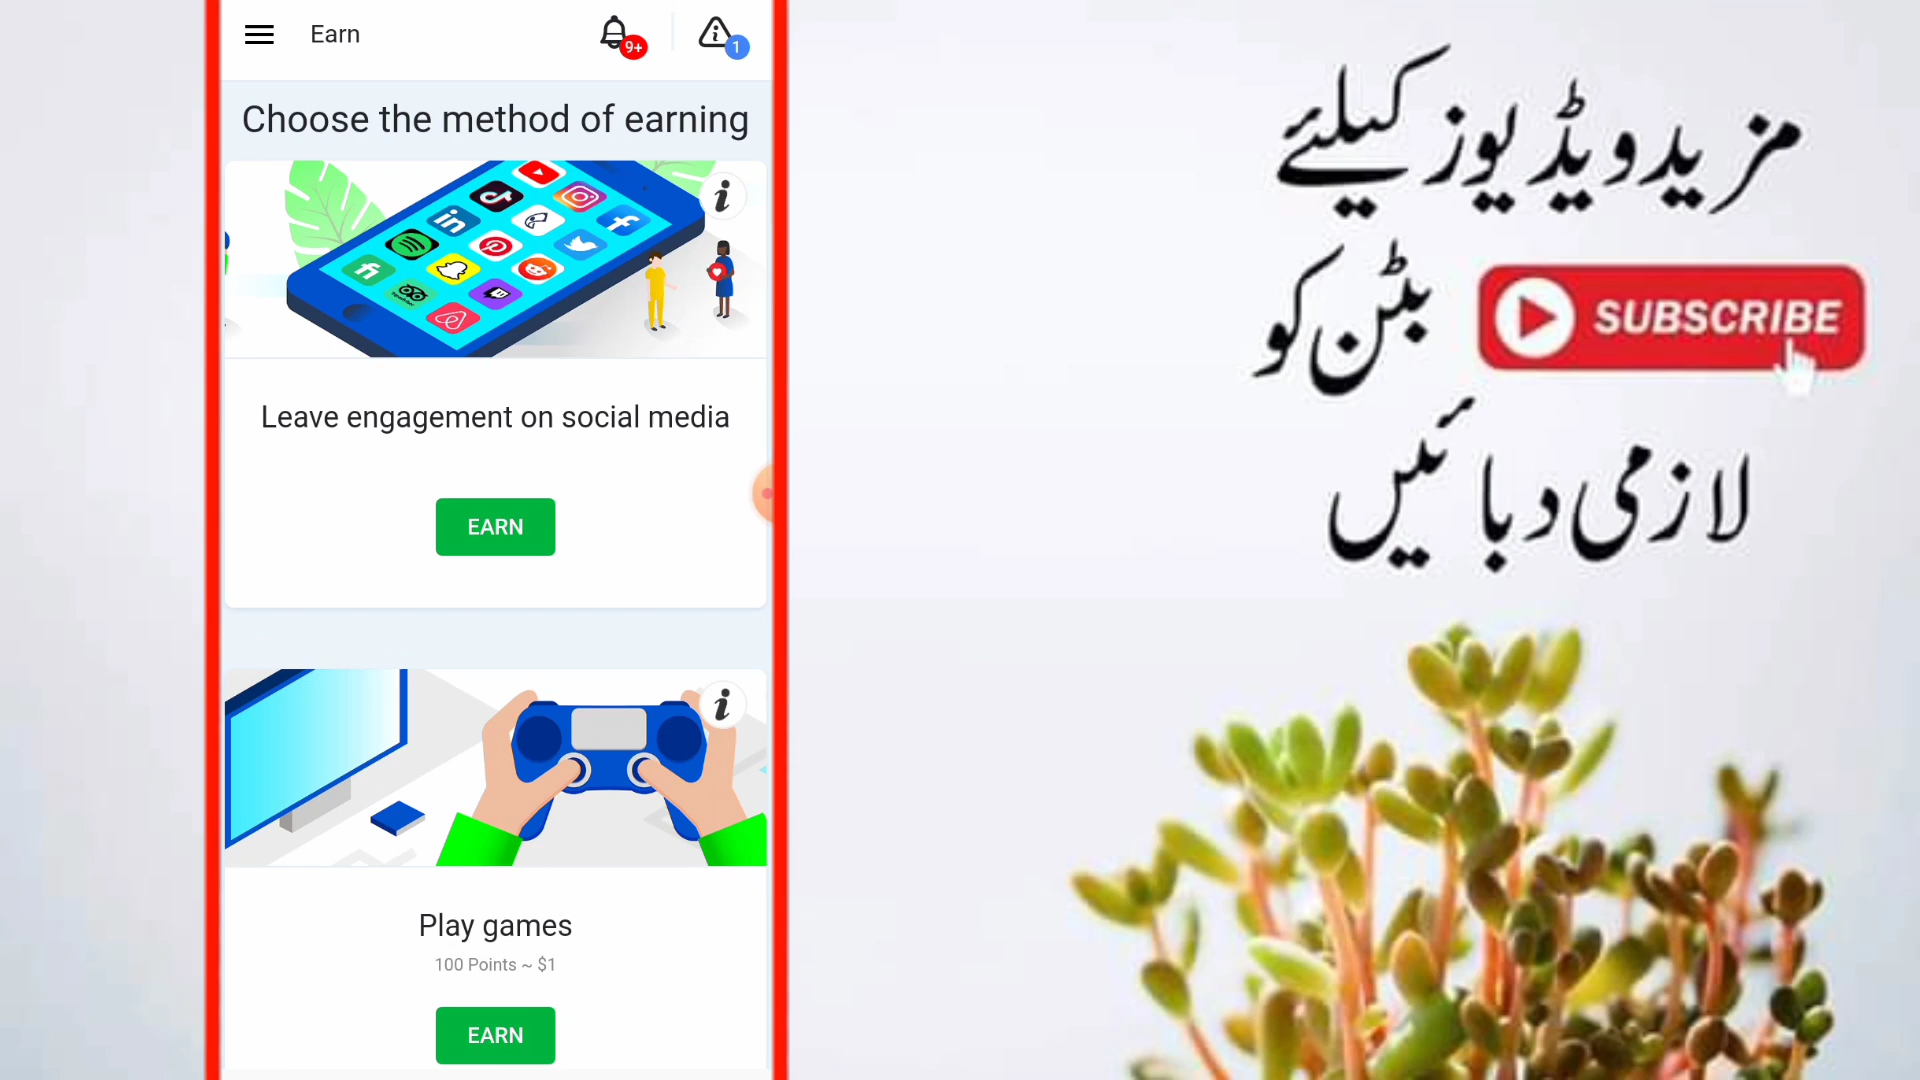 Earn
9+
1
Choose the method of earning
Leave engagement on social media
EARN
Play games
100 Points ~ $1
EARN
مزید ویڈیوز کیلئے
SUBSCRIBE بٹن کو
لازمی دبائیں